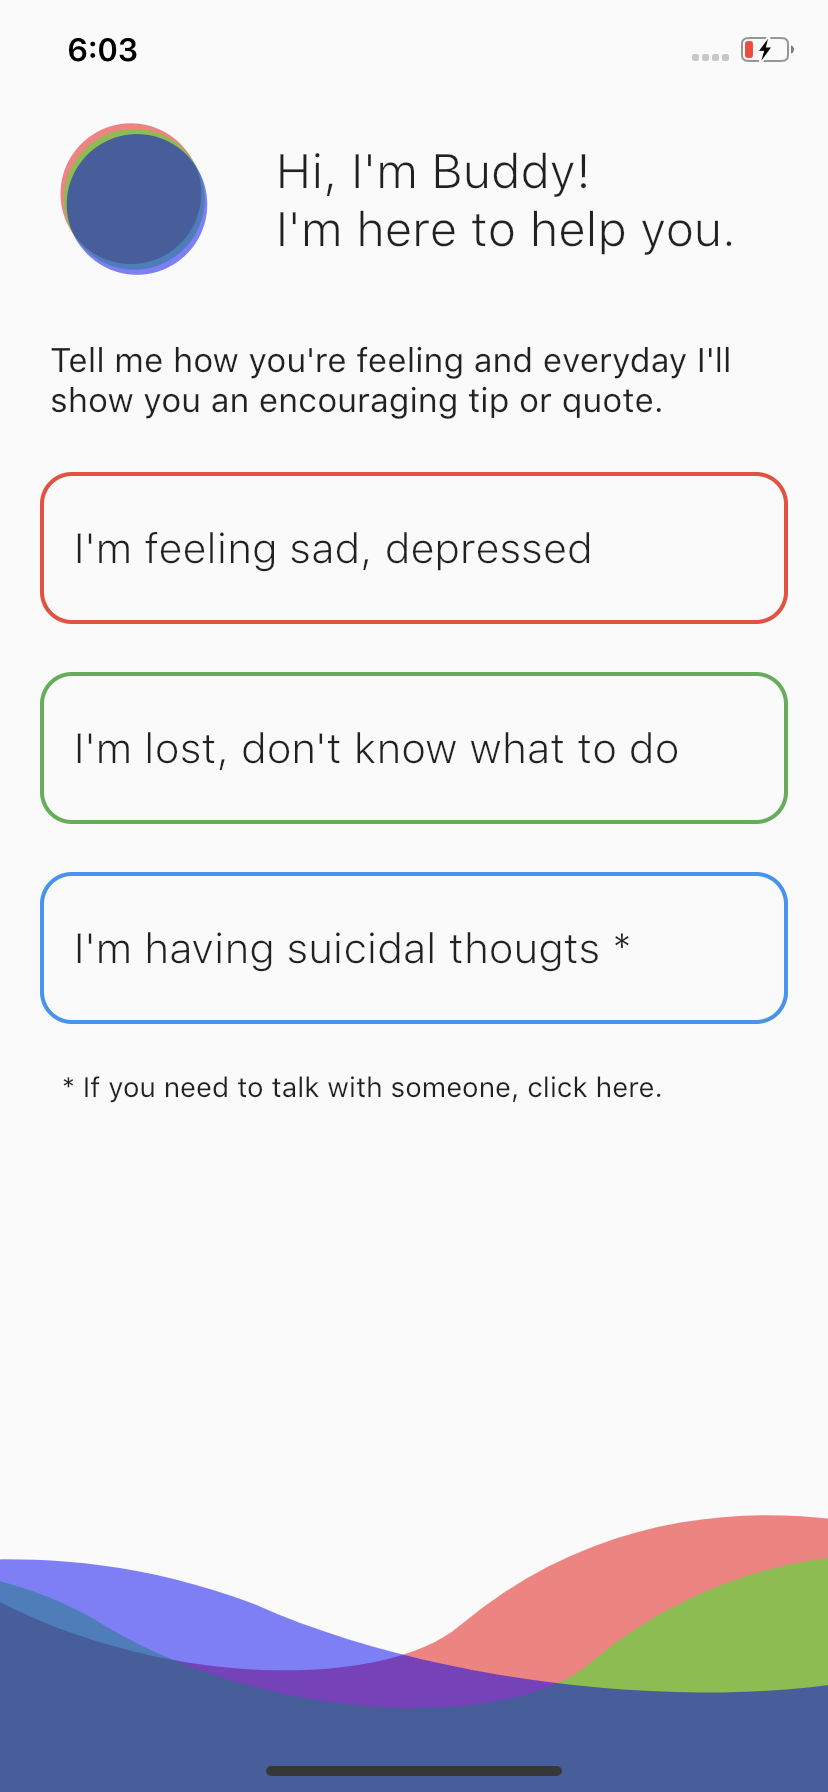 6:03
Hi, I'm Buddy!
I'm here to help you.
Tell me how you're feeling and everyday I'll
show you an encouraging tip or quote.
I'm feeling sad, depressed
I'm lost, don't know what to do
I'm having suicidal thougts *
* If you need to talk with someone, click here.